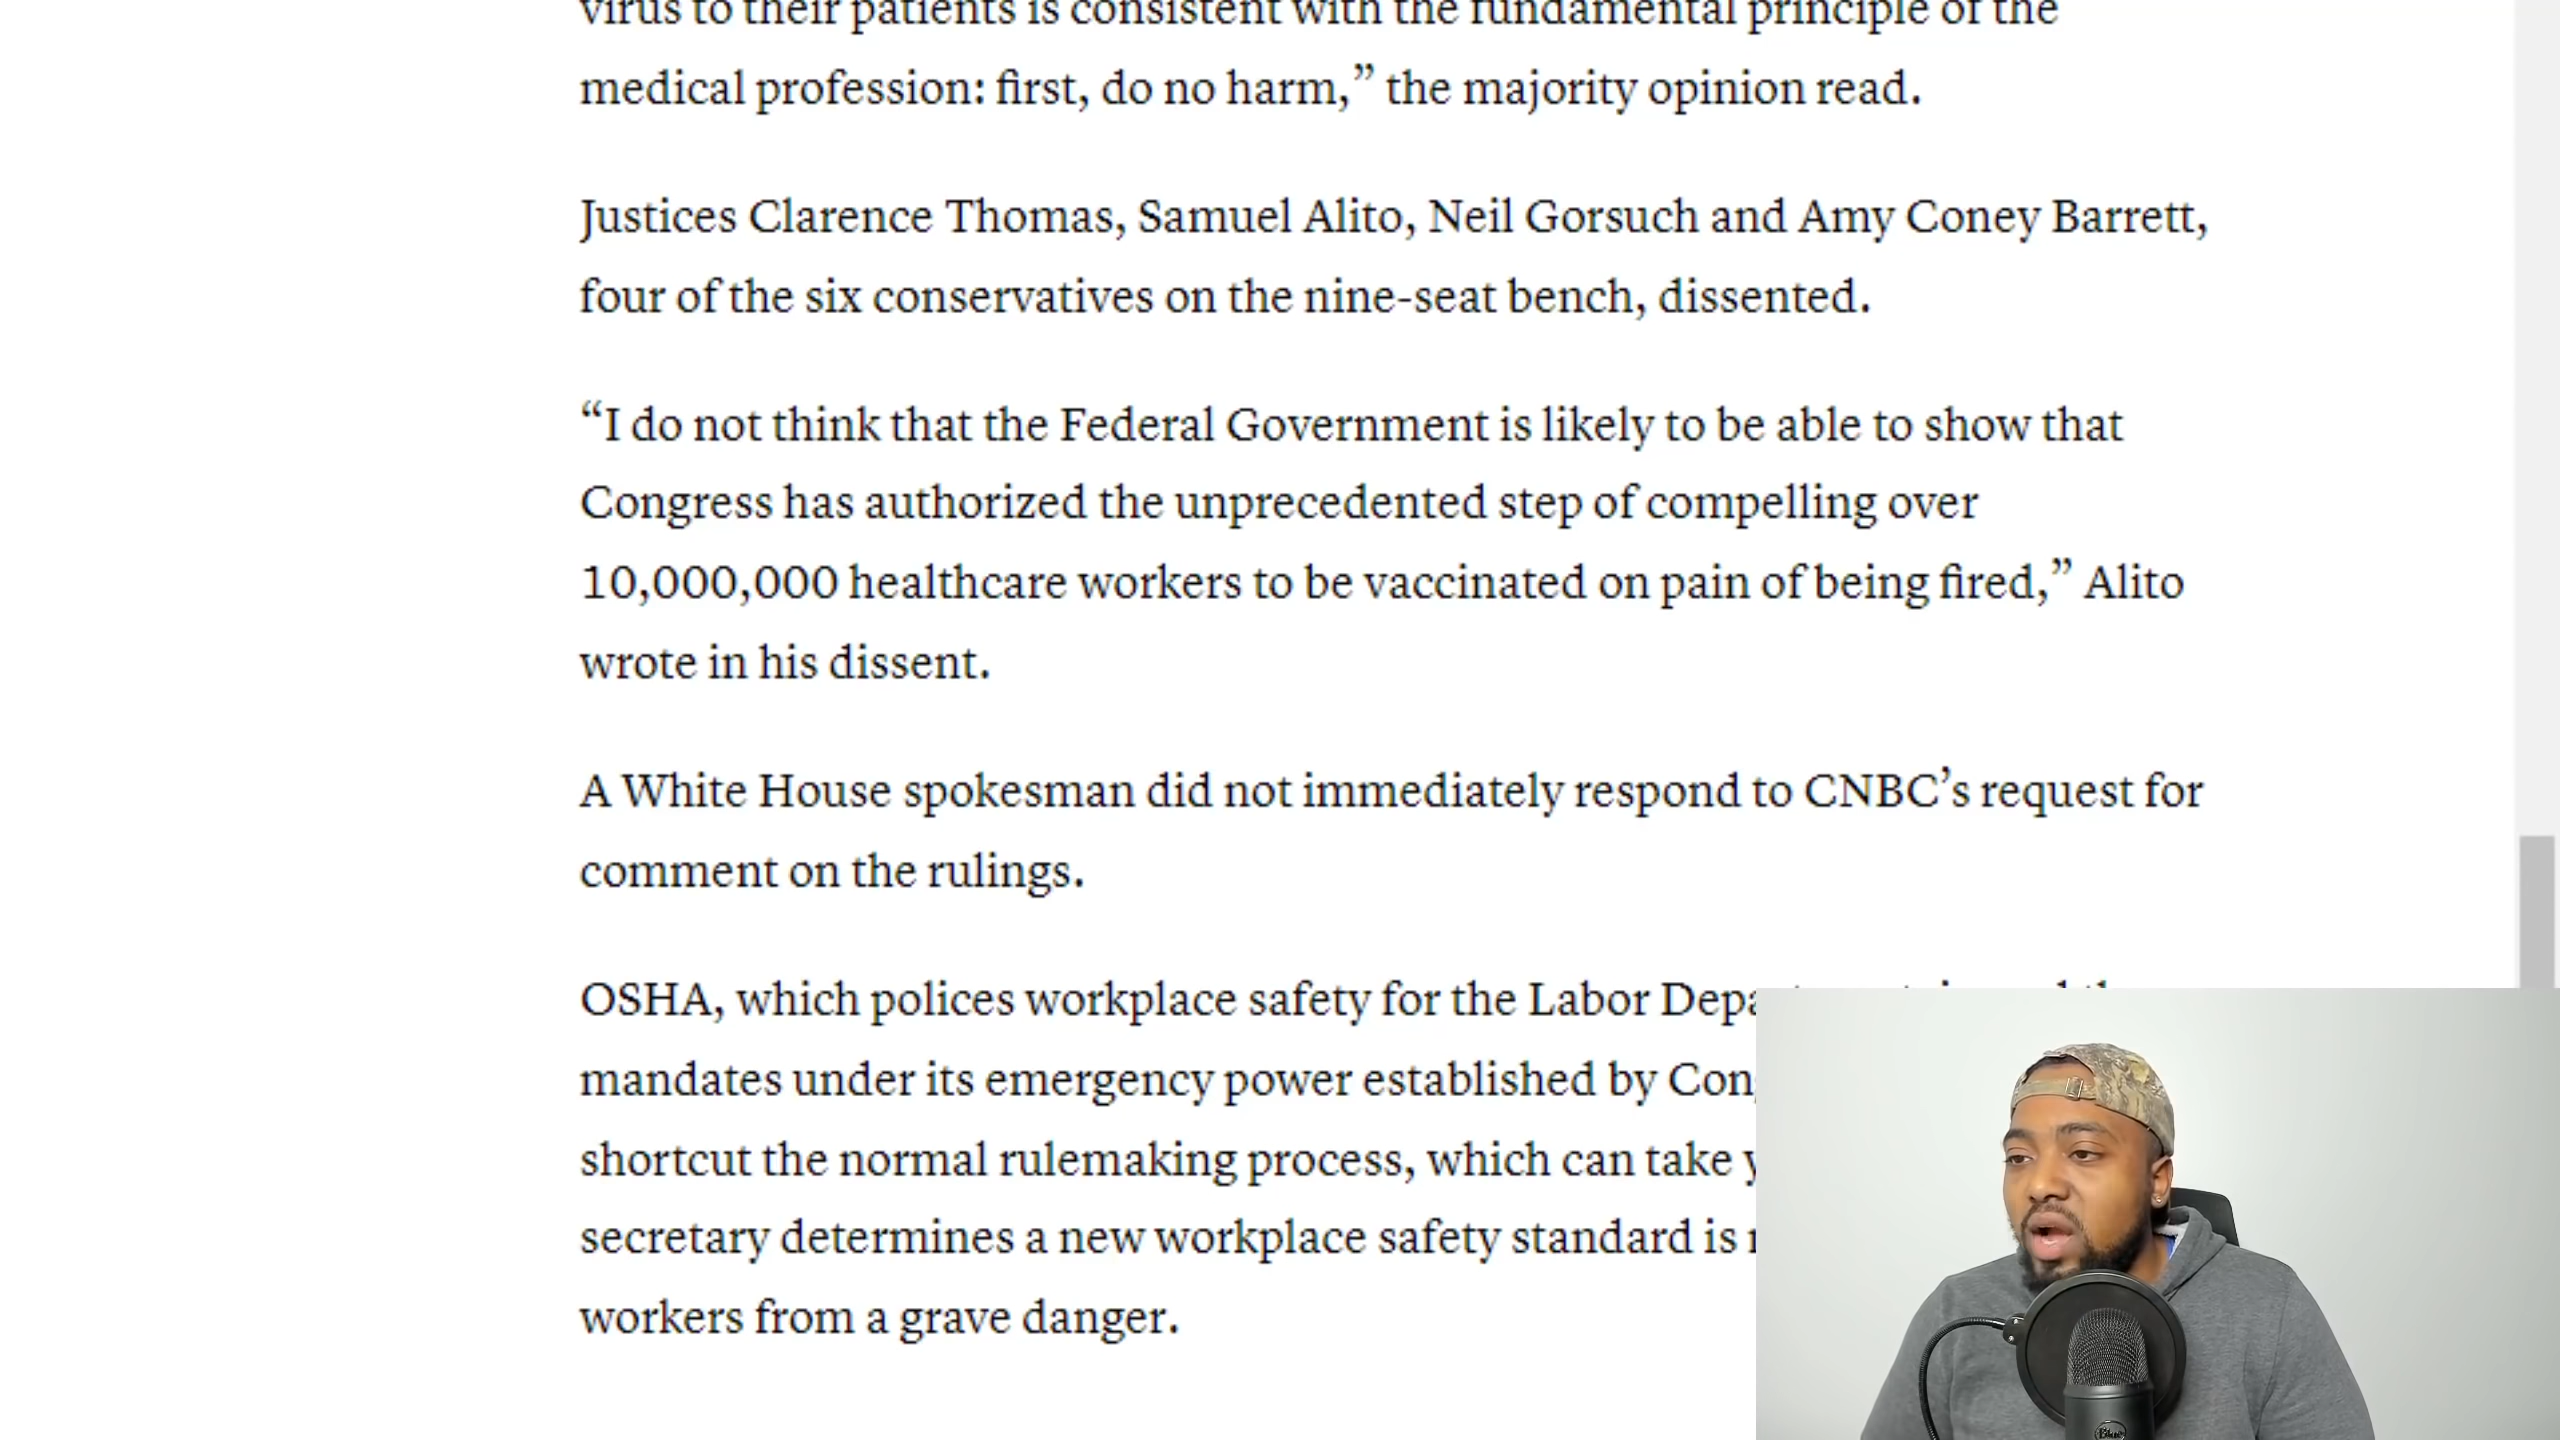 virus to their patients is consistent with the fundamental principle of the
medical profession: first, do no harm,” the majority opinion read.
Justices Clarence Thomas, Samuel Alito, Neil Gorsuch and Amy Coney Barrett,
four of the six conservatives on the nine-seat bench, dissented.
“I do not think that the Federal Government is likely to be able to show that
Congress has authorized the unprecedented step of compelling over
10,000,000 healthcare workers to be vaccinated on pain of being fired,” Alito
wrote in his dissent.
A White House spokesman did not immediately respond to CNBC’s request for
comment on the rulings.
OSHA, which polices workplace safety for the Labor
mandates under its emergency power established by
shortcut the normal rulemaking process, which can take
secretary determines a new workplace safety standard is
workers from a grave danger.
Blue